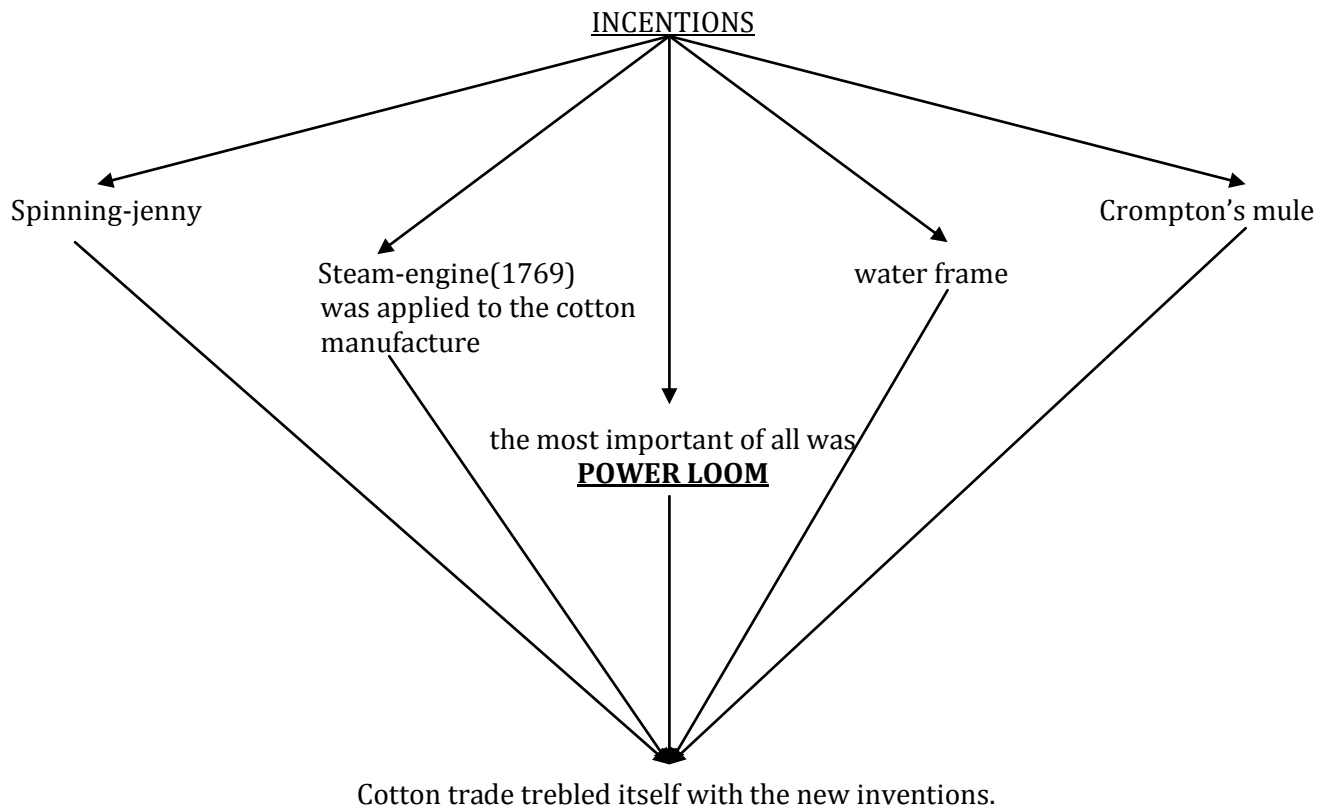 INCENTIONS
Spinning-jenny
Crompton’s mule
Steam-engine(1769)
was applied to the cotton
manufacture
water frame
the most important of all was
POWER LOOM
Cotton trade trebled itself with the new inventions.